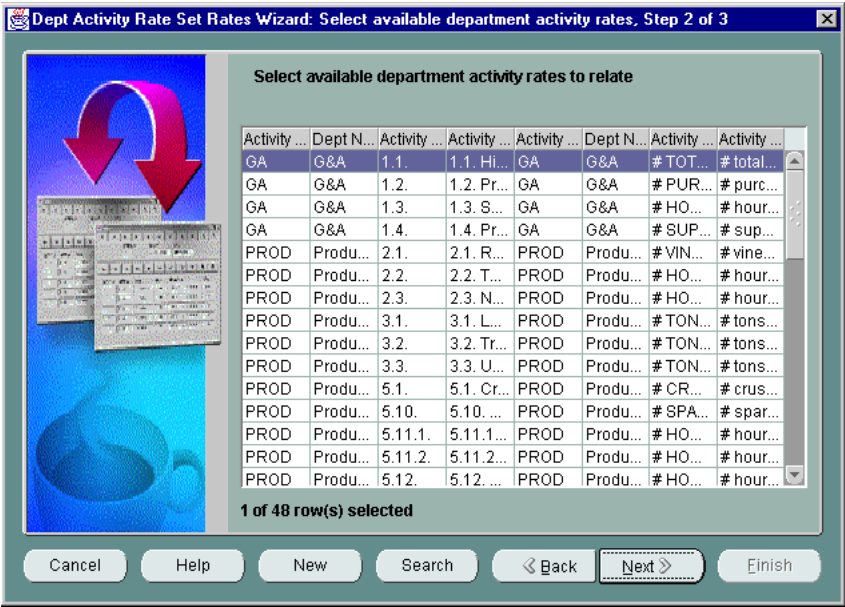 Dept Activity Rate Set Rates Wizard: Select available department activity rates, Step 2 of 3
Select available department activity rates to relate
Activity ... Dept N... Activity ... Activity ... Activity ... Dept N... Activity ... Activity ...
GA G&A 1.1. 1.1. Hi... GA G&A # TOT... # total...
GA G&A 1.2. 1.2. Pr... GA G&A # PUR... # purc...
GA G&A 1.3. 1.3. S... GA G&A # HO... # hour...
GA G&A 1.4. 1.4. Pr... GA G&A # SUP... # sup...
PROD Produ... 2.1. 2.1. R... PROD Produ... # VIN... # vine...
PROD Produ... 2.2. 2.2. T... PROD Produ... # HO... # hour...
PROD Produ... 2.3. 2.3. N... PROD Produ... # HO... # hour...
PROD Produ... 3.1. 3.1. L... PROD Produ... # TON... # tons...
PROD Produ... 3.2. 3.2. Tr... PROD Produ... # TON... # tons...
PROD Produ... 3.3. 3.3. U... PROD Produ... # TON... # tons...
PROD Produ... 5.1. 5.1. Cr... PROD Produ... # CR... # crus...
PROD Produ... 5.10. 5.10. ... PROD Produ... # SPA... # spar...
PROD Produ... 5.11.1. 5.11.1... PROD Produ... # HO... # hour...
PROD Produ... 5.11.2. 5.11.2... PROD Produ... # HO... # hour...
PROD Produ... 5.12. 5.12. ... PROD Produ... # HO... # hour...
1 of 48 row(s) selected
Cancel Help New Search Back Next Finish